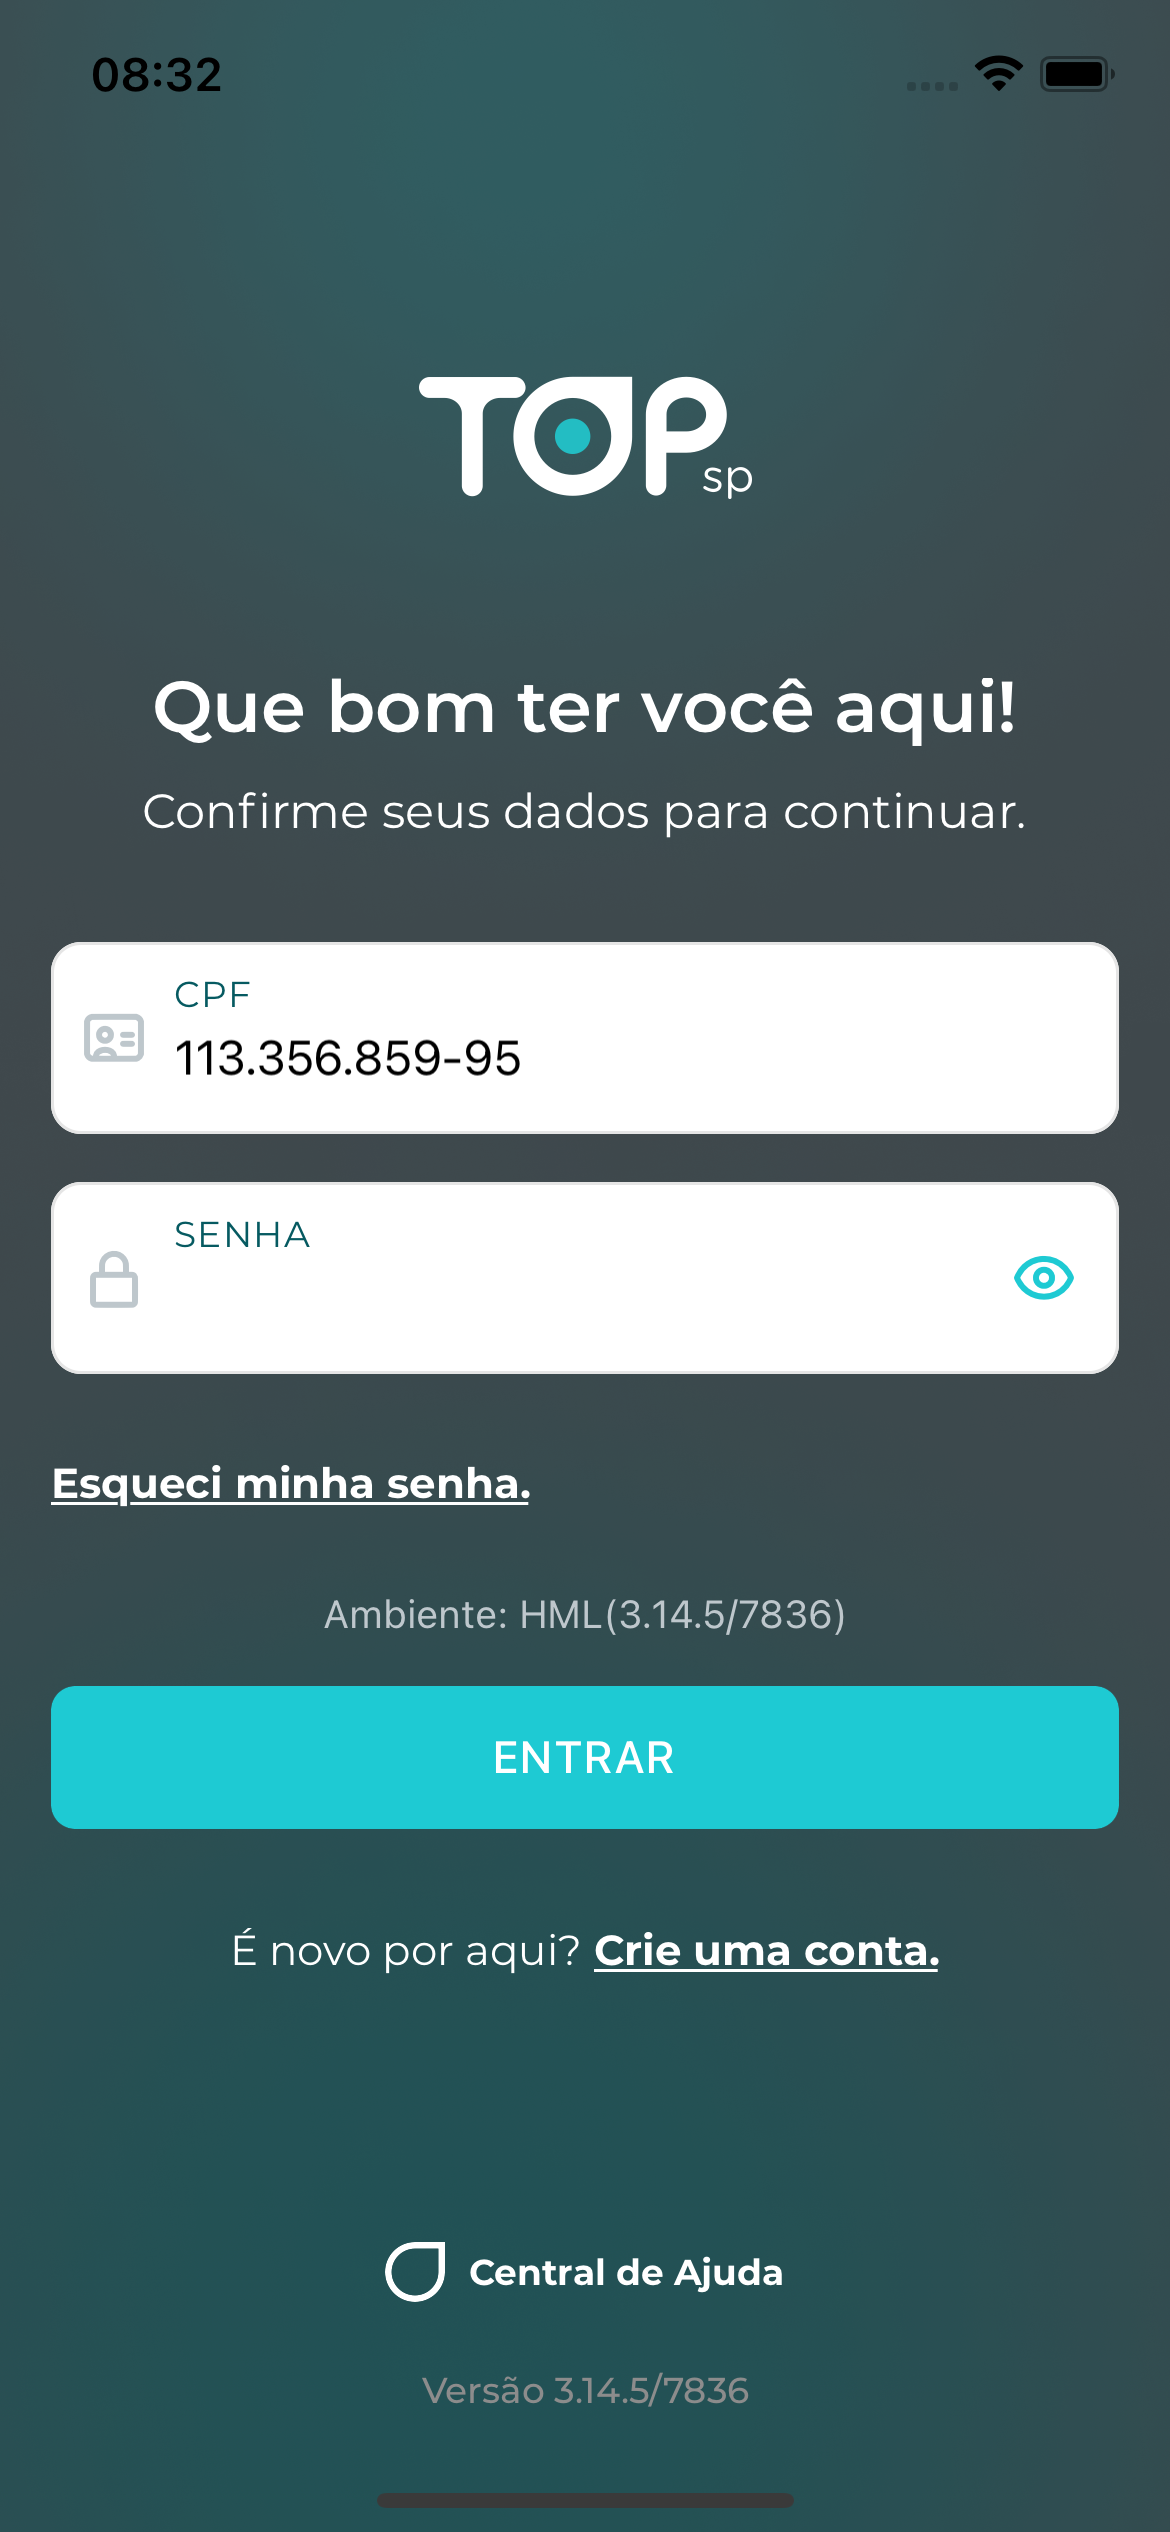 08:32
TOP
sp
Que bom ter você aqui!
Confirme seus dados para continuar.
CPF
113.356.859-95
SENHA
Esqueci minha senha.
Ambiente: HML(3.14.5/7836)
ENTRAR
É novo por aqui? Crie uma conta.
Central de Ajuda
Versão 3.14.5/7836